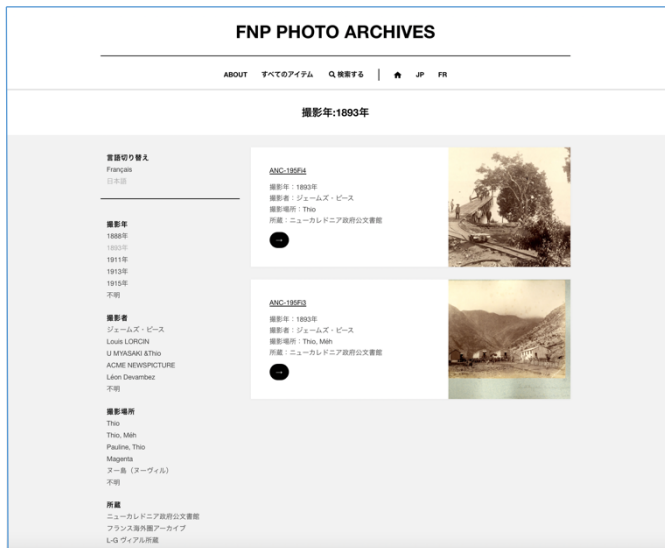 FNP PHOTO ARCHIVES
ABOUT すべてのアイテム 検索する JP FR
撮影年:1893年
言語切り替え
Français
日本語
撮影年
1888年
1893年
1911年
1913年
1915年
不明
撮影者
ジェームズ・ピース
Louis LORCIN
U MYASAKI &Thio
ACME NEWSPICTURE
Léon Devambez
不明
撮影場所
Thio
Thio, Méh
Pauline, Thio
Magenta
ヌー島（ヌーヴィル）
不明
所蔵
ニューカレドニア政府公文書館
フランス海外圏アーカイブ
L-G ヴィアル所蔵
ANC-195Fi4
撮影年：1893年
撮影者：ジェームズ・ピース
撮影場所：Thio
所蔵：ニューカレドニア政府公文書館
→
ANC-195Fi3
撮影年：1893年
撮影者：ジェームズ・ピース
撮影場所：Thio, Méh
所蔵：ニューカレドニア政府公文書館
→